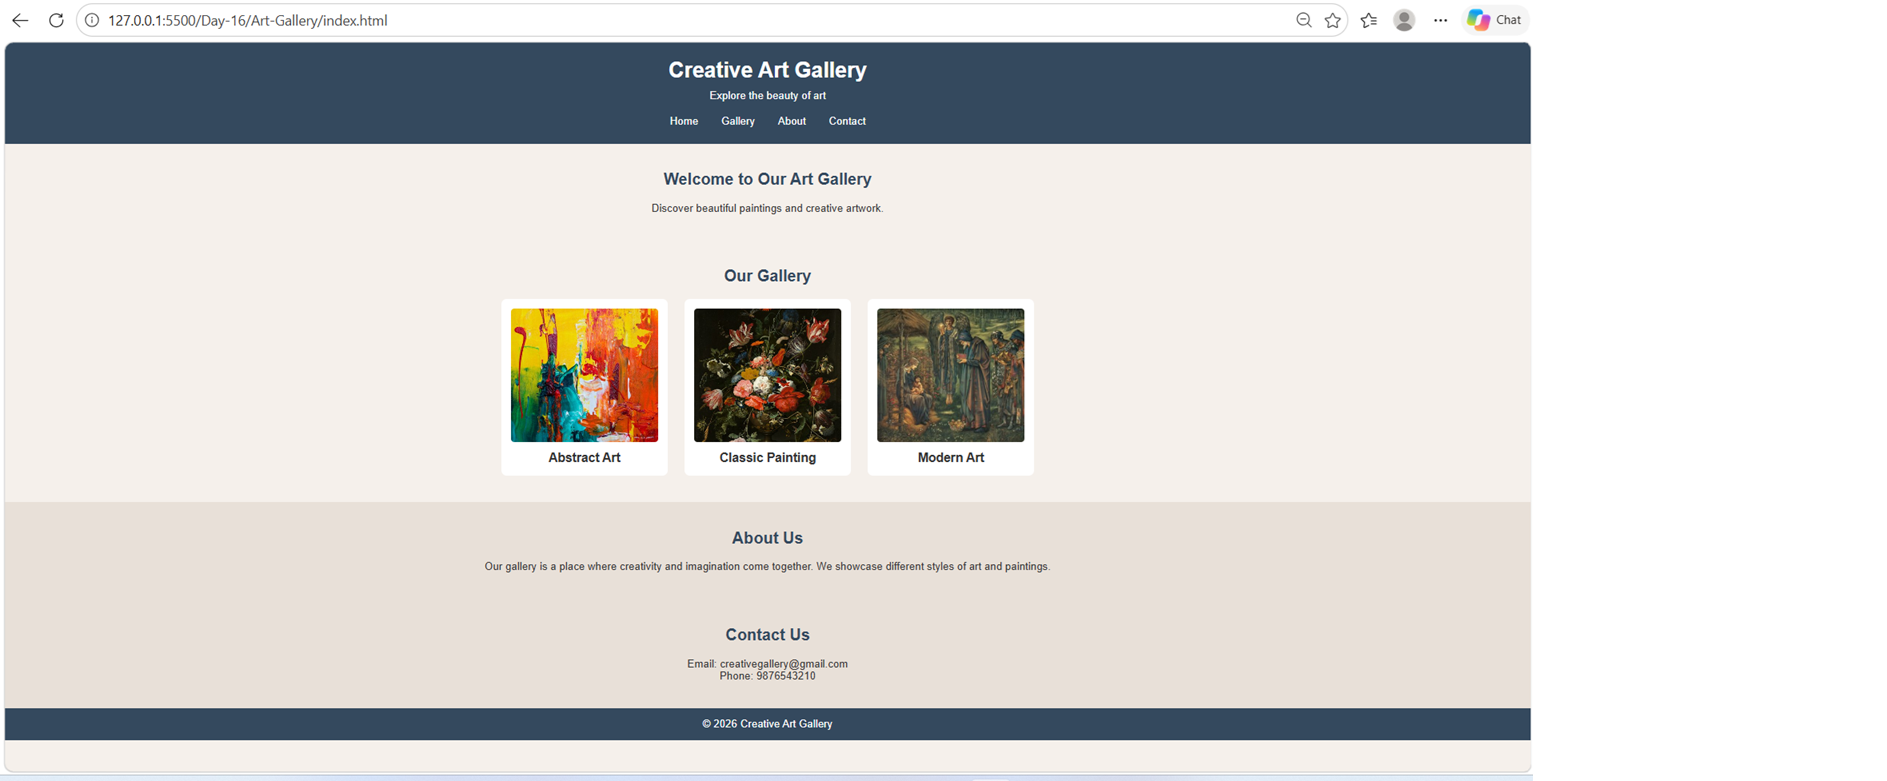 127.0.0.1:5500/Day-16/Art-Gallery/index.html
Chat
Creative Art Gallery
Explore the beauty of art
Home Gallery About Contact
Welcome to Our Art Gallery
Discover beautiful paintings and creative artwork.
Our Gallery
Abstract Art Classic Painting Modern Art
About Us
Our gallery is a place where creativity and imagination come together. We showcase different styles of art and paintings.
Contact Us
Email: creativegallery@gmail.com
Phone: 9876543210
© 2026 Creative Art Gallery